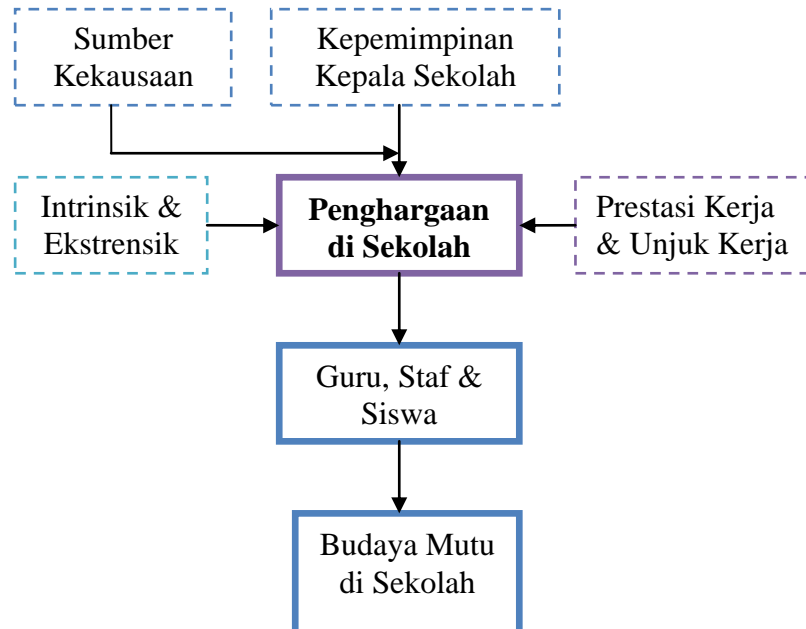 Sumber
Kekausaan
Kepemimpinan
Kepala Sekolah
Intrinsik &
Ekstrensik
Penghargaan
di Sekolah
Prestasi Kerja
& Unjuk Kerja
Guru, Staf &
Siswa
Budaya Mutu
di Sekolah